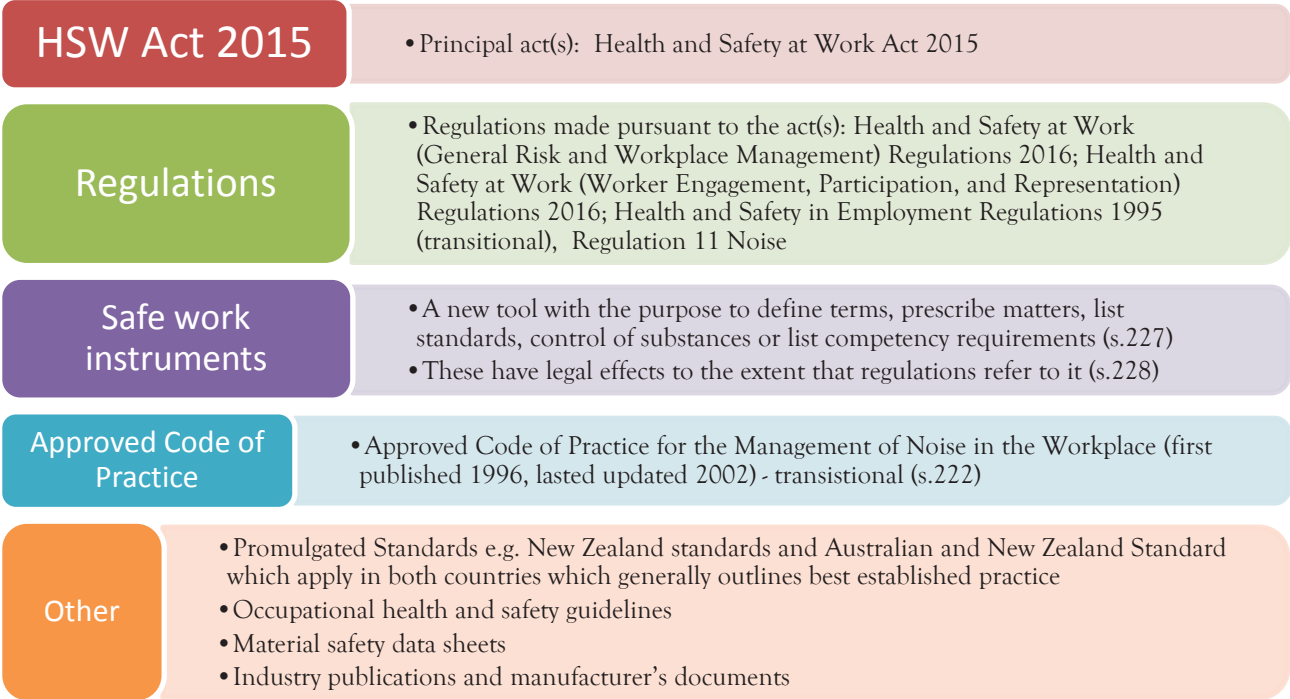 HSW Act 2015
• Principal act(s): Health and Safety at Work Act 2015
Regulations
• Regulations made pursuant to the act(s): Health and Safety at Work
(General Risk and Workplace Management) Regulations 2016; Health and
Safety at Work (Worker Engagement, Participation, and Representation)
Regulations 2016; Health and Safety in Employment Regulations 1995
(transitional), Regulation 11 Noise
Safe work
instruments
• A new tool with the purpose to define terms, prescribe matters, list
standards, control of substances or list competency requirements (s.227)
• These have legal effects to the extent that regulations refer to it (s.228)
Approved Code of
Practice
• Approved Code of Practice for the Management of Noise in the Workplace (first
published 1996, lasted updated 2002) - transistional (s.222)
Other
• Promulgated Standards e.g. New Zealand standards and Australian and New Zealand Standard
which apply in both countries which generally outlines best established practice
• Occupational health and safety guidelines
• Material safety data sheets
• Industry publications and manufacturer's documents